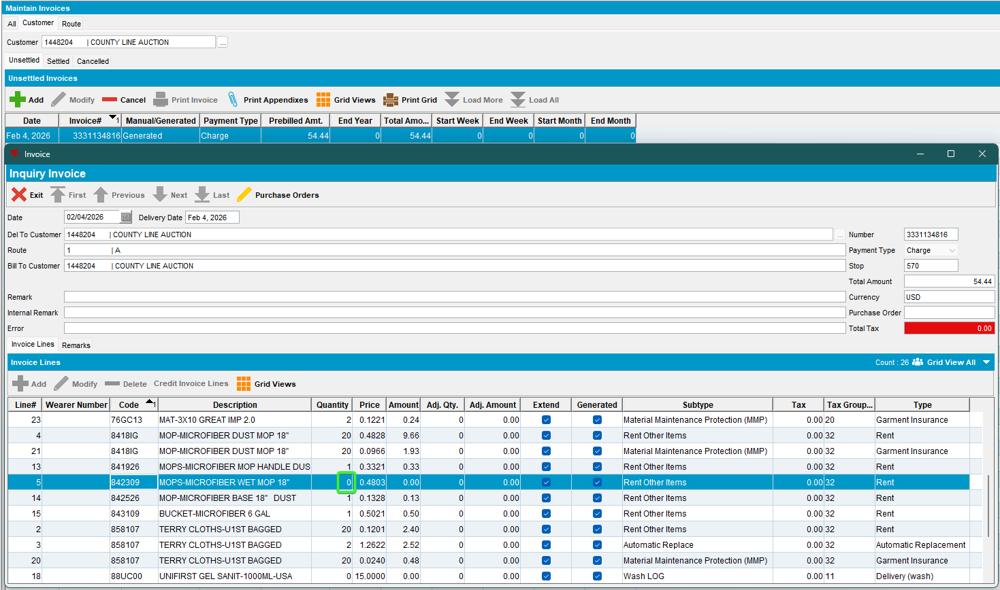 Maintain Invoices
All Customer Route
Customer 1448204 | COUNTY LINE AUCTION ...
Unsettled Settled Cancelled
Unsettled Invoices
Add Modify Cancel Print Invoice Print Appendixes Grid Views Print Grid Load More Load All
Date Invoice# 1 Manual/Generated Payment Type Prebilled Amt. End Year Total Amo... Start Week End Week Start Month End Month
Feb 4, 2026 3331134816 Generated Charge 54.44 0 54.44 0 0 0 0
Invoice
Inquiry Invoice
Exit First Previous Next Last Purchase Orders
Date 02/04/2026 16 Delivery Date Feb 4, 2026
Del To Customer 1448204 | COUNTY LINE AUCTION ... Number 3331134816
Route 1 | A Payment Type Charge
Bill To Customer 1448204 | COUNTY LINE AUCTION Stop 570
Total Amount 54.44
Remark Currency USD
Internal Remark Purchase Order
Error Total Tax 0.00
Invoice Lines Remarks
Invoice Lines Count : 26 Grid View All
Add Modify Delete Credit Invoice Lines Grid Views
Line# Wearer Number Code 1 Description Quantity Price Amount Adj. Qty. Adj. Amount Extend Generated Subtype Tax Tax Group... Type
23 76GC13 MAT-3X10 GREAT IMP 2.0 2 0.1221 0.24 0 0.00 Material Maintenance Protection (MMP) 0.00 20 Garment Insurance
4 8418IG MOP-MICROFIBER DUST MOP 18" 20 0.4828 9.66 0 0.00 Rent Other Items 0.00 32 Rent
21 8418IG MOP-MICROFIBER DUST MOP 18" 20 0.0966 1.93 0 0.00 Material Maintenance Protection (MMP) 0.00 32 Garment Insurance
13 841926 MOPS-MICROFIBER MOP HANDLE DUS 1 0.3321 0.33 0 0.00 Rent Other Items 0.00 32 Rent
5 842309 MOPS-MICROFIBER WET MOP 18" 0 0.4803 0.00 0 0.00 Rent Other Items 0.00 32 Rent
14 842526 MOP-MICROFIBER BASE 18" DUST 1 0.1328 0.13 0 0.00 Rent Other Items 0.00 32 Rent
15 843109 BUCKET-MICROFIBER 6 GAL 1 0.5021 0.50 0 0.00 Rent Other Items 0.00 32 Rent
2 858107 TERRY CLOTHS-U1ST BAGGED 20 0.1201 2.40 0 0.00 Rent Other Items 0.00 32 Rent
3 858107 TERRY CLOTHS-U1ST BAGGED 2 1.2622 2.52 0 0.00 Automatic Replace 0.00 32 Automatic Replacement
20 858107 TERRY CLOTHS-U1ST BAGGED 20 0.0240 0.48 0 0.00 Material Maintenance Protection (MMP) 0.00 32 Garment Insurance
18 88UC00 UNIFIRST GEL SANIT-1000ML-USA 0 15.0000 0.00 0 0.00 Wash LOG 0.00 11 Delivery (wash)